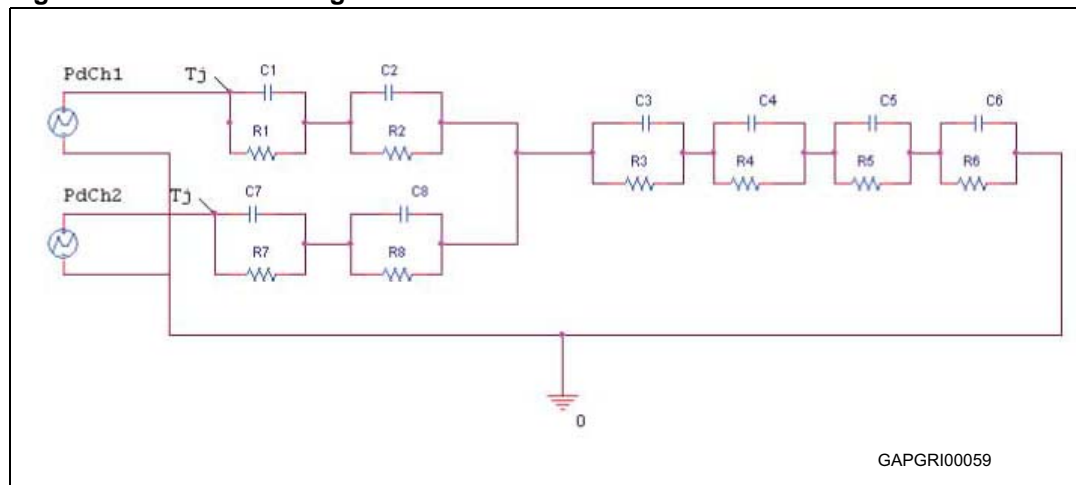 PdCh1
Tj
C1
C2
R1
R2
C3
C4
C5
C6
R3
R4
R5
R6
PdCh2
Tj
C7
C8
R7
R8
0
GAPGRI00059